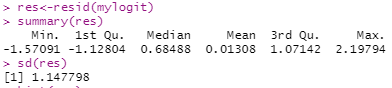 > res<-resid(mylogit)
> summary(res)
Min. 1st Qu. Median Mean 3rd Qu. Max.
-1.57091 -1.12804 0.68488 0.01308 1.07142 2.19794
> sd(res)
[1] 1.147798